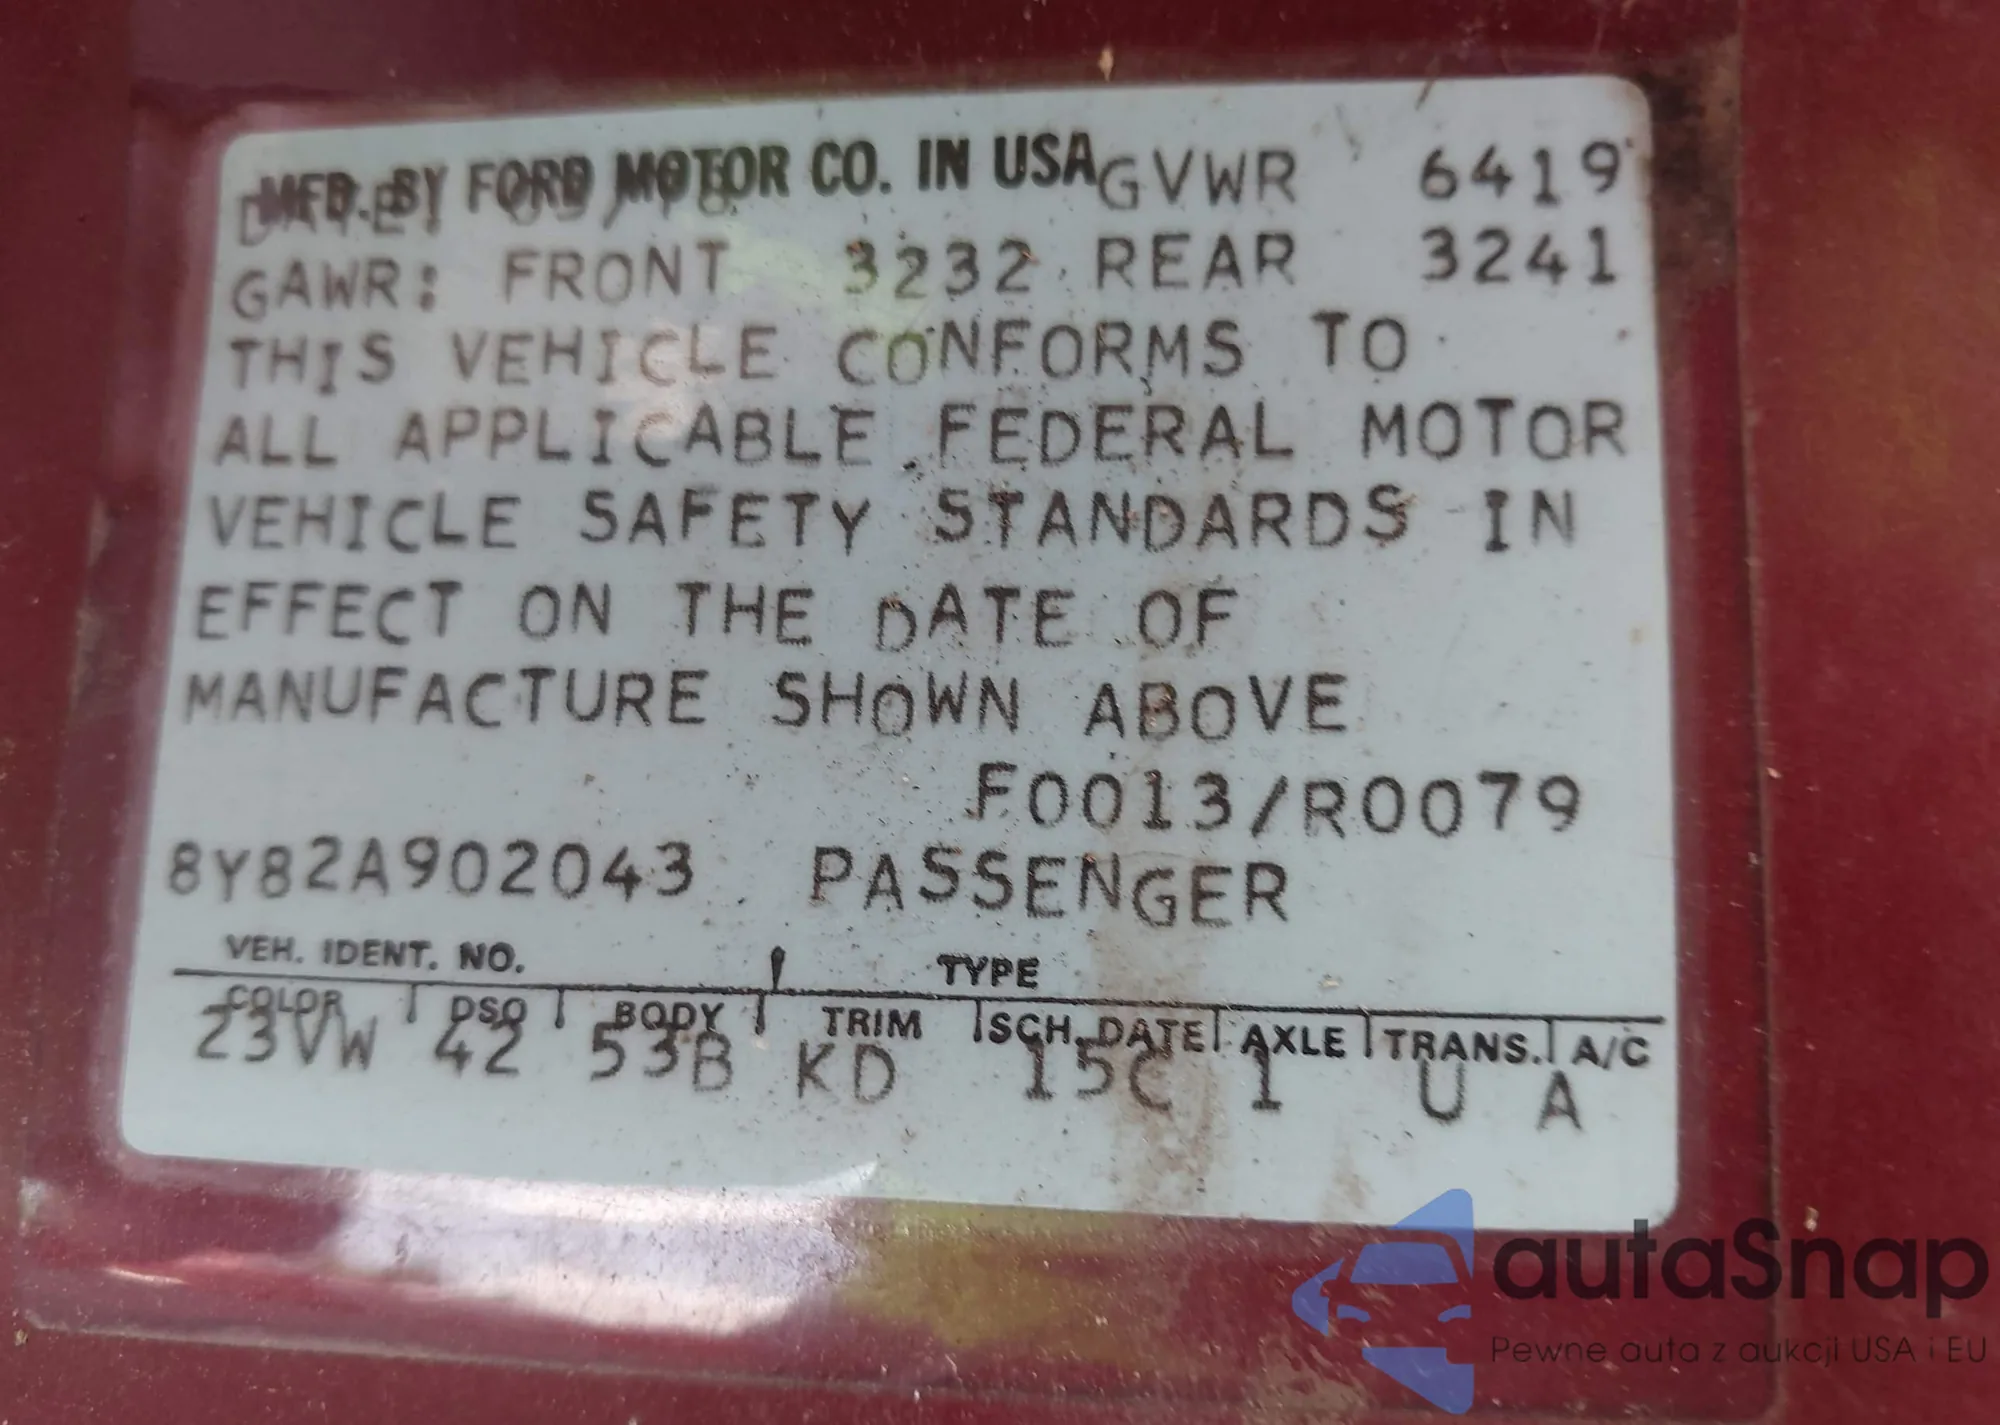 MFD. BY FORD MOTOR CO. IN USA
DATE: GVWR 6419
GAWR: FRONT 3232 REAR 3241
THIS VEHICLE CONFORMS TO
ALL APPLICABLE FEDERAL MOTOR
VEHICLE SAFETY STANDARDS IN
EFFECT ON THE DATE OF
MANUFACTURE SHOWN ABOVE
F0013/R0079
8Y82A902043 PASSENGER
VEH. IDENT. NO. TYPE
COLOR DSO BODY TRIM SCH. DATE AXLE TRANS. A/C
23VW 42 53B KD 15C 1 U A
autaSnap
Pewne auta z aukcji USA i EU